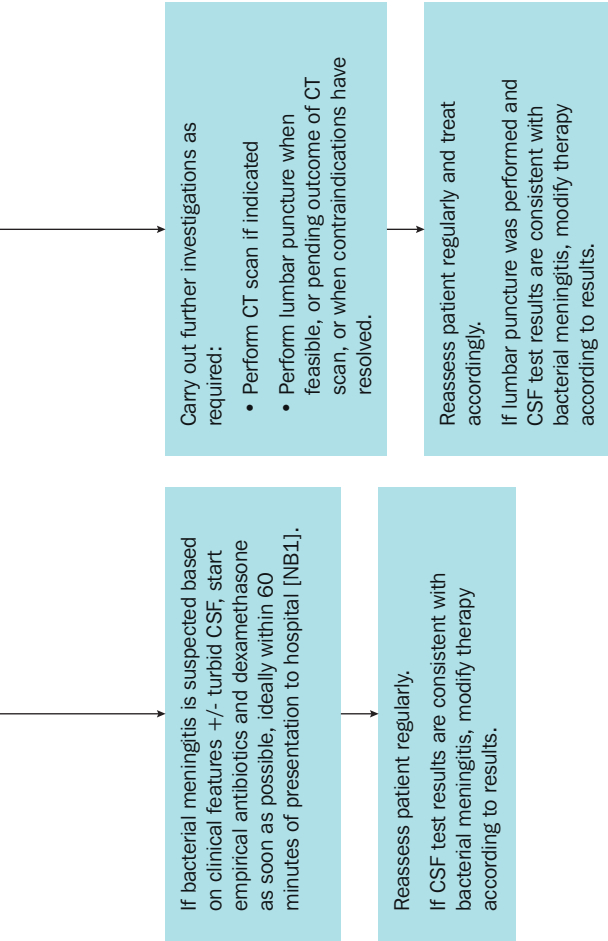 If bacterial meningitis is suspected based
on clinical features +/- turbid CSF, start
empirical antibiotics and dexamethasone
as soon as possible, ideally within 60
minutes of presentation to hospital [NB1].
Reassess patient regularly.
If CSF test results are consistent with
bacterial meningitis, modify therapy
according to results.
Carry out further investigations as
required:
• Perform CT scan if indicated
• Perform lumbar puncture when
feasible, or pending outcome of CT
scan, or when contraindications have
resolved.
Reassess patient regularly and treat
accordingly.
If lumbar puncture was performed and
CSF test results are consistent with
bacterial meningitis, modify therapy
according to results.